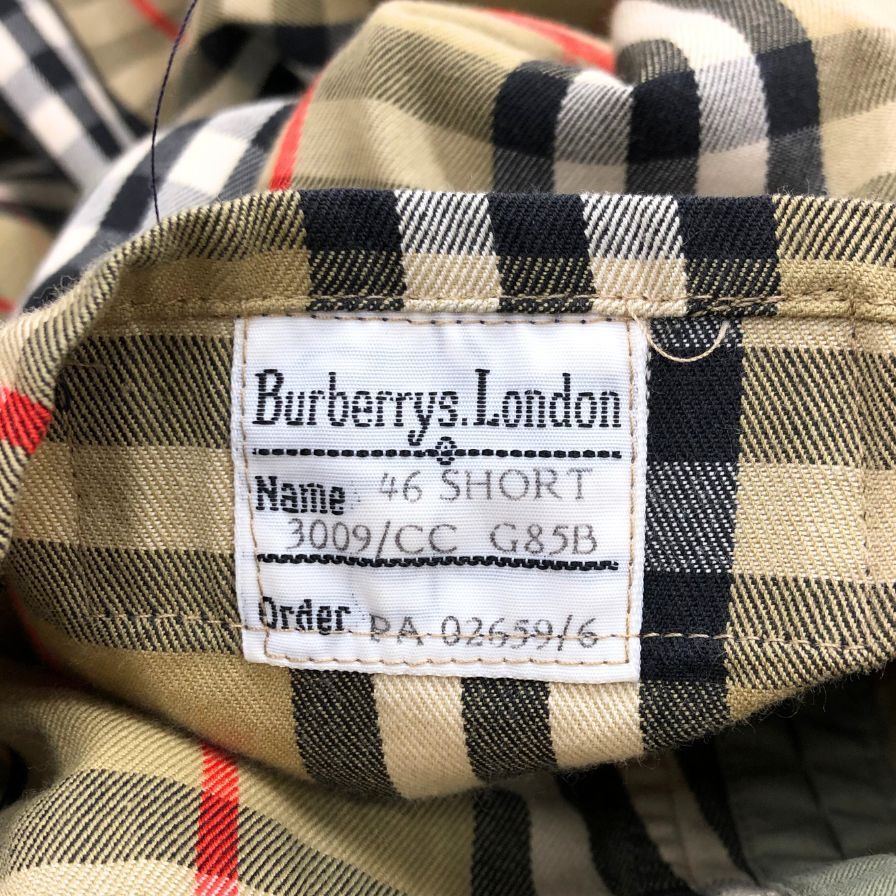 Burberrys.London
Name 46 SHORT
3009/CC G85B
Order PA 02659/6